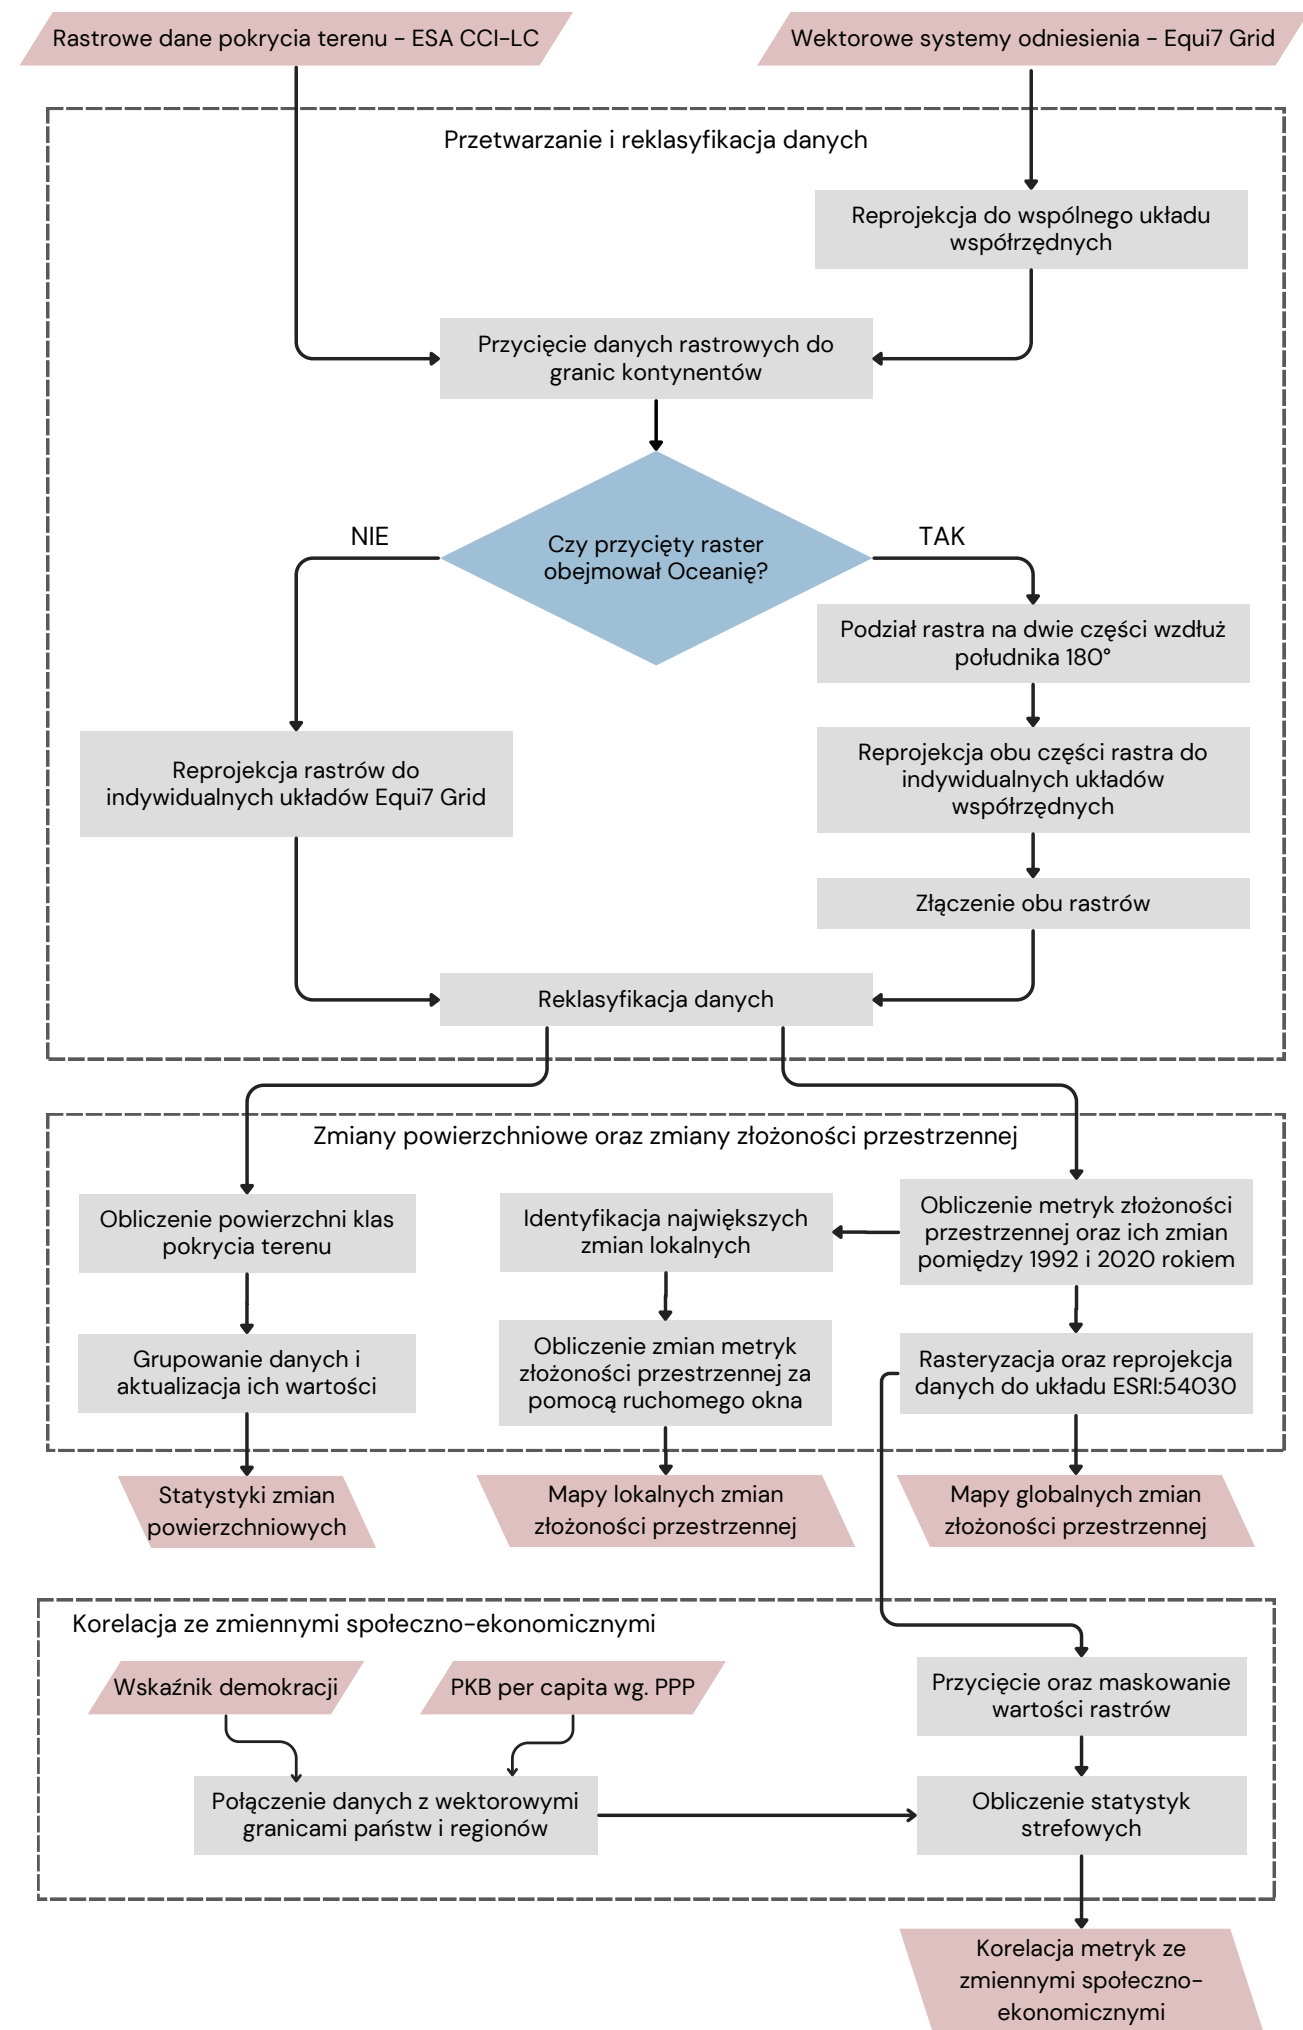 Rastrowe dane pokrycia terenu - ESA CCI-LC
Wektorowe systemy odniesienia - Equi7 Grid
Przetwarzanie i reklasyfikacja danych
Reprojekcja do wspólnego układu
współrzędnych
Przycięcie danych rastrowych do
granic kontynentów
NIE
Czy przycięty raster
obejmował Oceanię?
TAK
Podział rastra na dwie części wzdłuż
południka 180°
Reprojekcja rastrów do
indywidualnych układów Equi7 Grid
Reprojekcja obu części rastra do
indywidualnych układów
współrzędnych
Złączenie obu rastrów
Reklasyfikacja danych
Zmiany powierzchniowe oraz zmiany złożoności przestrzennej
Obliczenie powierzchni klas
pokrycia terenu
Identyfikacja największych
zmian lokalnych
Obliczenie metryk złożoności
przestrzennej oraz ich zmian
pomiędzy 1992 i 2020 rokiem
Grupowanie danych i
aktualizacja ich wartości
Obliczenie zmian metryk
złożoności przestrzennej za
pomocą ruchomego okna
Rasteryzacja oraz reprojekcja
danych do układu ESRI:54030
Statystyki zmian
powierzchniowych
Mapy lokalnych zmian
złożoności przestrzennej
Mapy globalnych zmian
złożoności przestrzennej
Korelacja ze zmiennymi społeczno-ekonomicznymi
Wskaźnik demokracji
PKB per capita wg. PPP
Przycięcie oraz maskowanie
wartości rastrów
Połączenie danych z wektorowymi
granicami państw i regionów
Obliczenie statystyk
strefowych
Korelacja metryk ze
zmiennymi społeczno-
ekonomicznymi